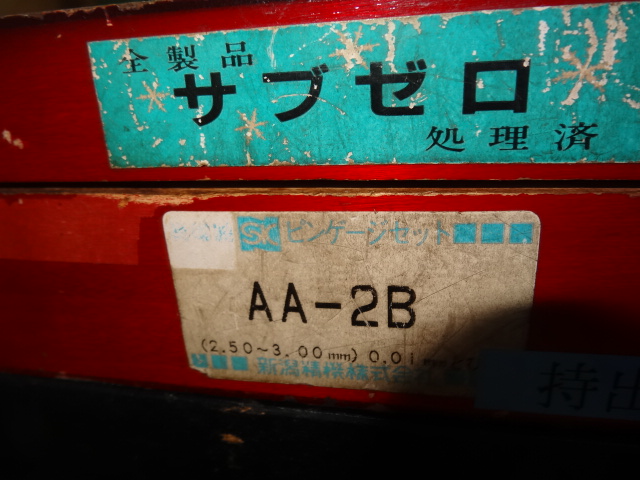 全製品
サブゼロ
処理済
SK ピンゲージセット
AA-2B
(2.50~3.00mm) 0.01
新潟精機株式会社
持出